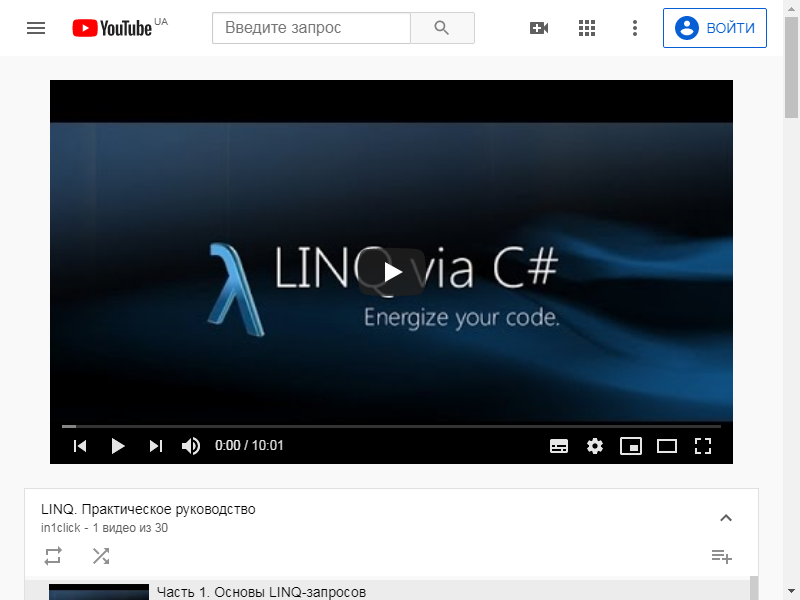 YouTube UA
Введите запрос
ВОЙТИ
LINQ via C#
Energize your code.
0:00 / 10:01
LINQ. Практическое руководство
in1click - 1 видео из 30
Часть 1. Основы LINQ-запросов